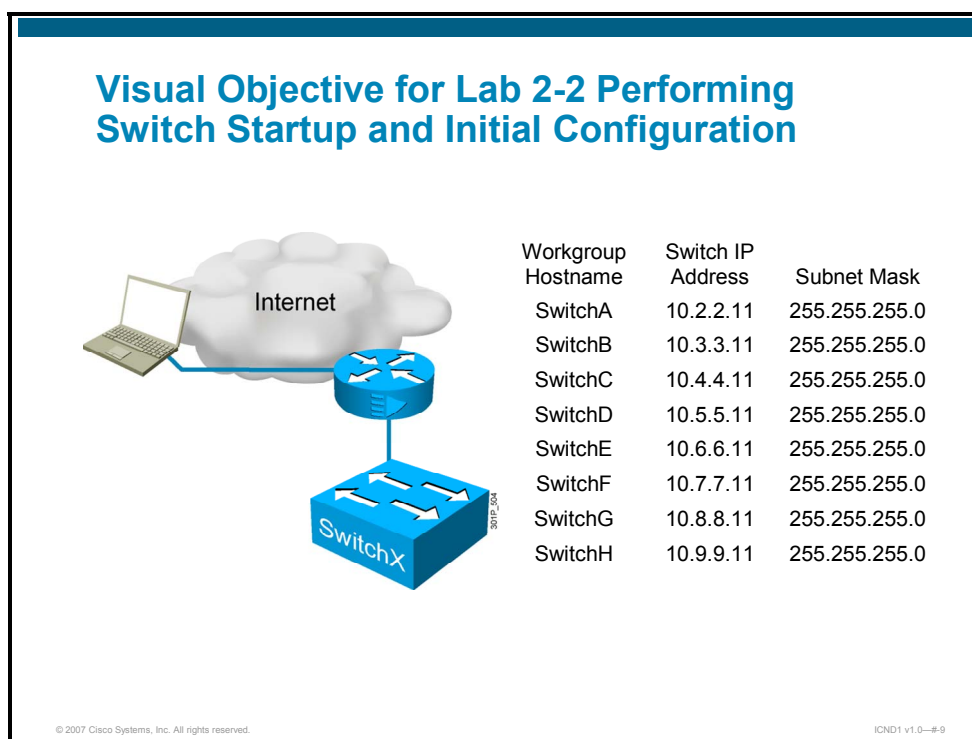 Visual Objective for Lab 2-2 Performing
Switch Startup and Initial Configuration
Internet
SwitchX
301P_504
Workgroup Hostname Switch IP Address Subnet Mask
SwitchA 10.2.2.11 255.255.255.0
SwitchB 10.3.3.11 255.255.255.0
SwitchC 10.4.4.11 255.255.255.0
SwitchD 10.5.5.11 255.255.255.0
SwitchE 10.6.6.11 255.255.255.0
SwitchF 10.7.7.11 255.255.255.0
SwitchG 10.8.8.11 255.255.255.0
SwitchH 10.9.9.11 255.255.255.0
© 2007 Cisco Systems, Inc. All rights reserved.
ICND1 v1.0—#-9